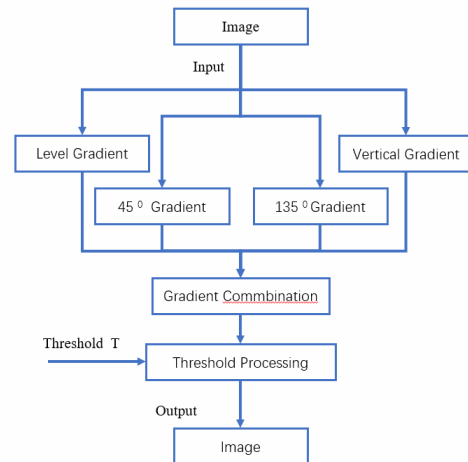 Image
Input
Level Gradient
Vertical Gradient
45 ⁰ Gradient
135 ⁰ Gradient
Gradient Commbination
Threshold T
Threshold Processing
Output
Image